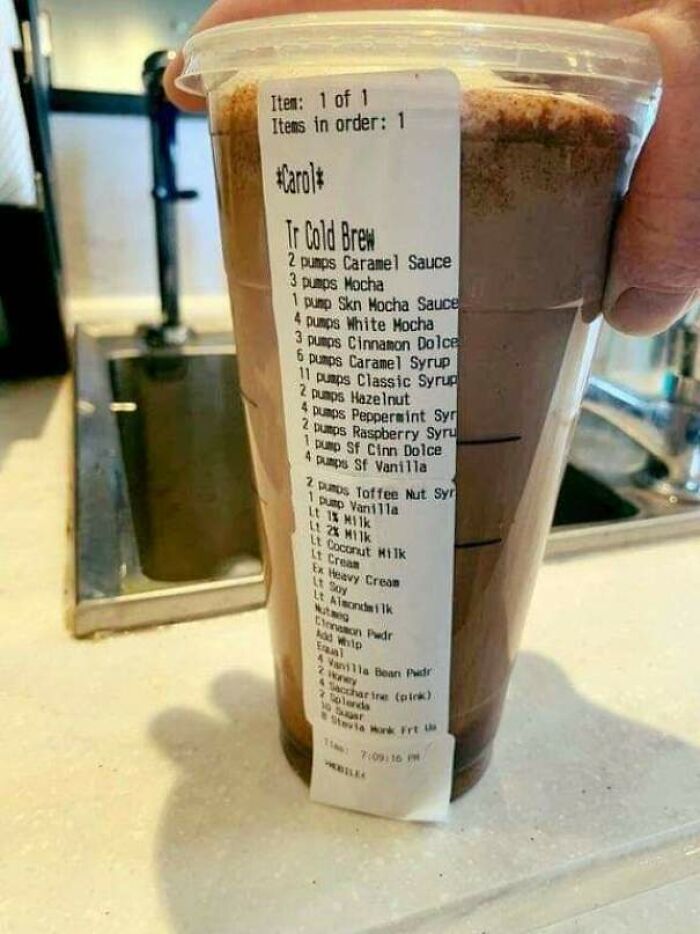 Item: 1 of 1
Items in order: 1
*Carol*
Tr Cold Brew
2 pumps Caramel Sauce
3 pumps Mocha
1 pump Skn Mocha Sauce
4 pumps White Mocha
3 pumps Cinnamon Dolce
6 pumps Caramel Syrup
11 pumps Classic Syrup
2 pumps Hazelnut
4 pumps Peppermint Syr
2 pumps Raspberry Syru
1 pump Sf Cinn Dolce
4 pumps Sf Vanilla
2 pumps Toffee Nut Syr
1 pump Vanilla
Lt 1% Milk
Lt 2% Milk
Lt Coconut Milk
Lt Cream
Ex Heavy Cream
Lt Soy
Lt Almondmilk
Nutmeg
Cinnamon Pwdr
Add Whip
Equal
4 Vanilla Bean Pwdr
2 Honey
4 Saccharine (pink)
2 Splenda
10 Sugar
8 Stevia Monk Frt
Time: 7:09:16 PM
>MOBILE<